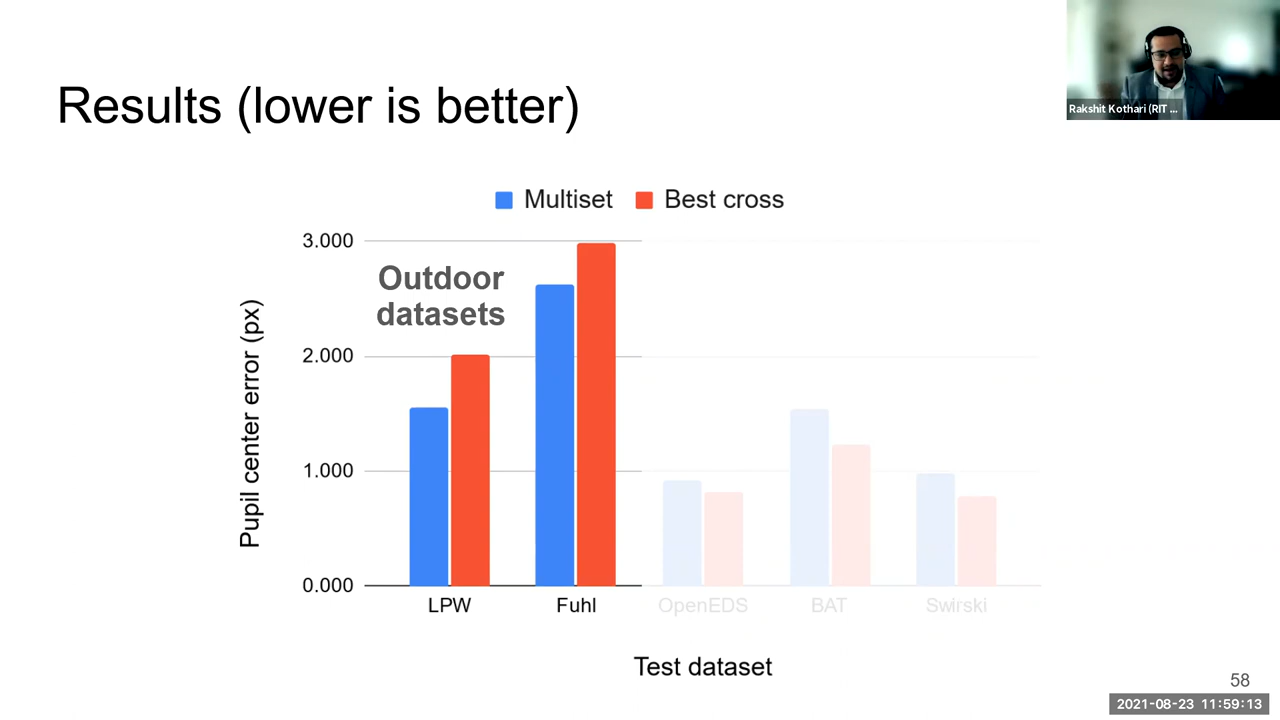 Rakshit Kothari (RIT ...
Results (lower is better)
Multiset
Best cross
3.000
2.000
1.000
0.000
Pupil center error (px)
Outdoor
datasets
LPW
Fuhl
OpenEDS
BAT
Swirski
Test dataset
58
2021-08-23 11:59:13